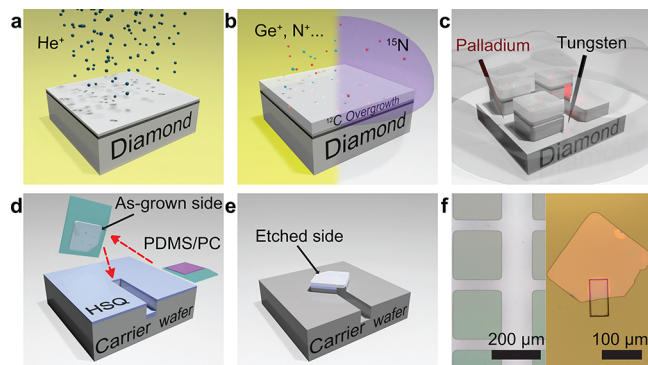 a
He⁺
Diamond
b
Ge⁺, N⁺...
¹⁵N
¹²C Overgrowth
Diamond
c
Palladium
Tungsten
Diamond
d
As-grown side
PDMS/PC
HSQ
Carrier wafer
e
Etched side
Carrier wafer
f
200 µm
100 µm